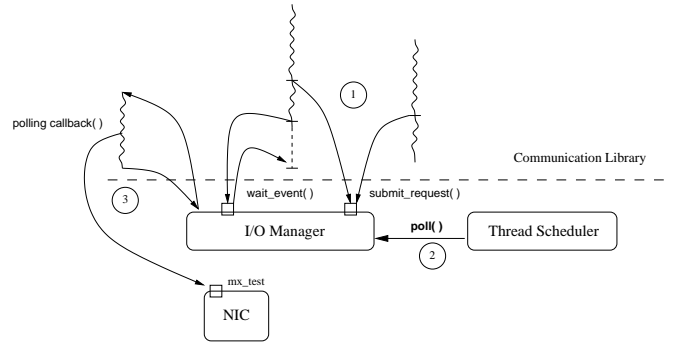 1
polling callback( )
Communication Library
3
wait_event( )
submit_request( )
I/O Manager
poll( )
Thread Scheduler
2
mx_test
NIC